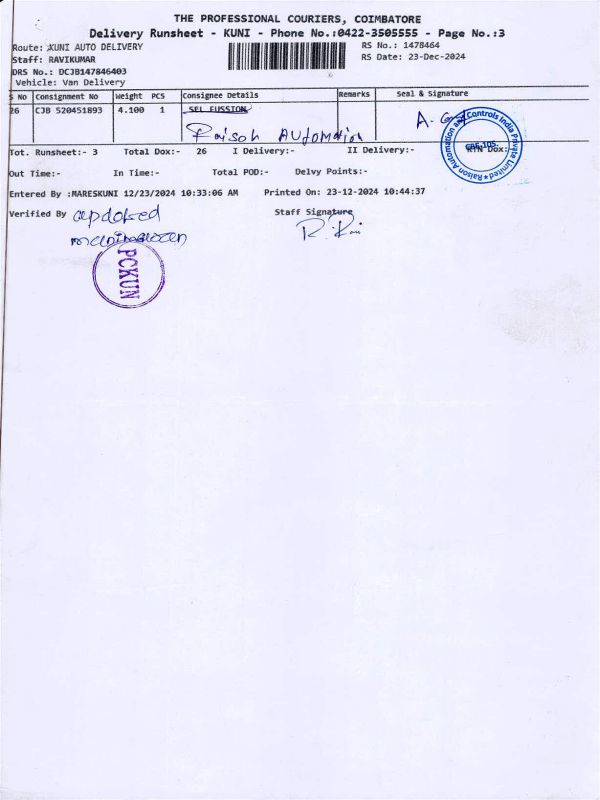 THE PROFESSIONAL COURIERS, COIMBATORE
Delivery Runsheet - KUNI - Phone No.:0422-3505555 - Page No.:3
Route: KUNI AUTO DELIVERY
RS No.: 1478464
Staff: RAVIKUMAR
RS Date: 23-Dec-2024
DRS No.: DCJB147846403
Vehicle: Van Delivery
S No Consignment No Weight PCS Consignee Details Remarks Seal & Signature
26 CJB 520451893 4.100 1 SEL FUSSION
Raison Automation
Raison Automation and Controls India Private Limited
CBE-105.
Tot. Runsheet:- 3 Total Dox:- 26 I Delivery:- II Delivery:- RTN Dox:
Out Time:- In Time:- Total POD:- Delvy Points:-
Entered By :MARESKUNI 12/23/2024 10:33:06 AM Printed On: 23-12-2024 10:44:37
Verified By updated Staff Signature
PCKUN